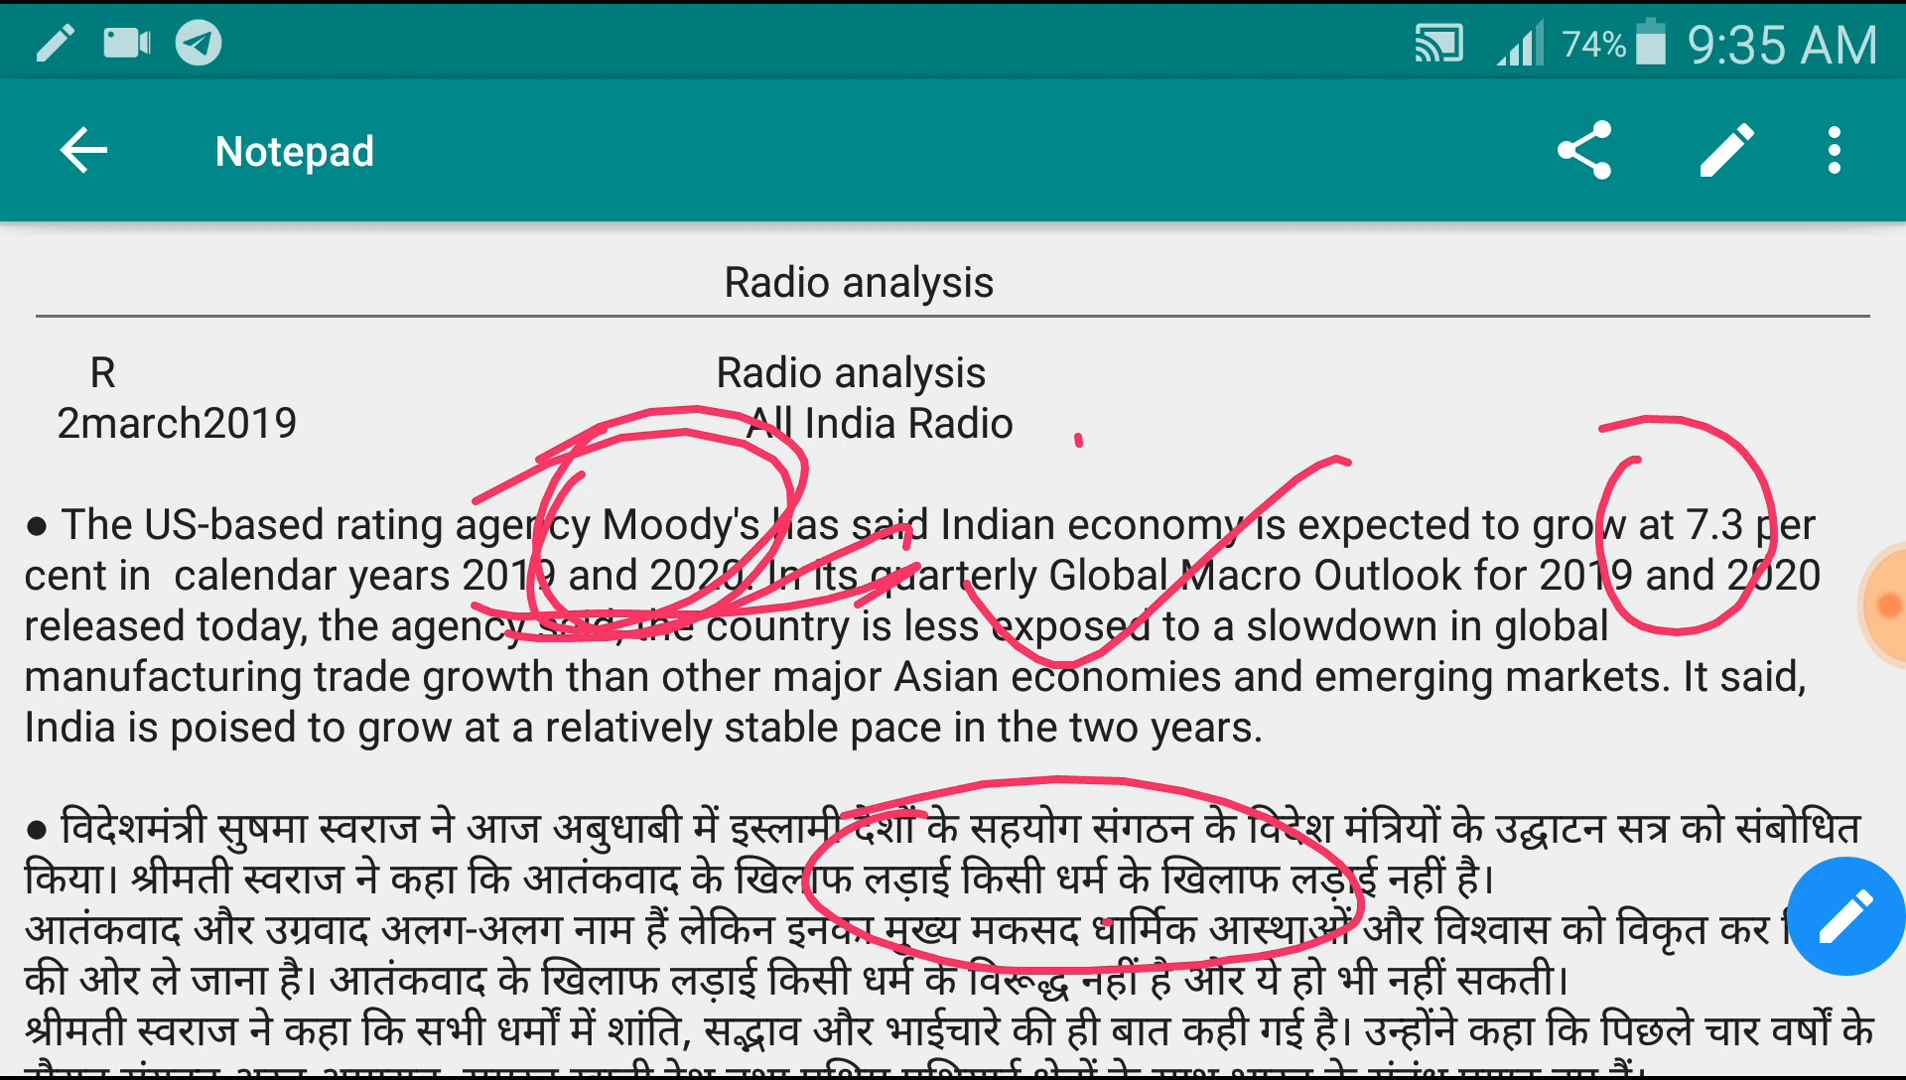 74% 9:35 AM
Notepad
Radio analysis
R Radio analysis
2march2019 All India Radio
● The US-based rating agency Moody's has said Indian economy is expected to grow at 7.3 per
cent in calendar years 2019 and 2020. In its quarterly Global Macro Outlook for 2019 and 2020
released today, the agency said, the country is less exposed to a slowdown in global
manufacturing trade growth than other major Asian economies and emerging markets. It said,
India is poised to grow at a relatively stable pace in the two years.
● विदेशमंत्री सुषमा स्वराज ने आज अबुधाबी में इस्लामी देशों के सहयोग संगठन के विदेश मंत्रियों के उद्घाटन सत्र को संबोधित
किया। श्रीमती स्वराज ने कहा कि आतंकवाद के खिलाफ लड़ाई किसी धर्म के खिलाफ लड़ाई नहीं है।
आतंकवाद और उग्रवाद अलग-अलग नाम हैं लेकिन इनका मुख्य मकसद धार्मिक आस्थाओं और विश्वास को विकृत कर
की ओर ले जाना है। आतंकवाद के खिलाफ लड़ाई किसी धर्म के विरूद्ध नहीं है और ये हो भी नहीं सकती।
श्रीमती स्वराज ने कहा कि सभी धर्मों में शांति, सद्भाव और भाईचारे की ही बात कही गई है। उन्होंने कहा कि पिछले चार वर्षों के